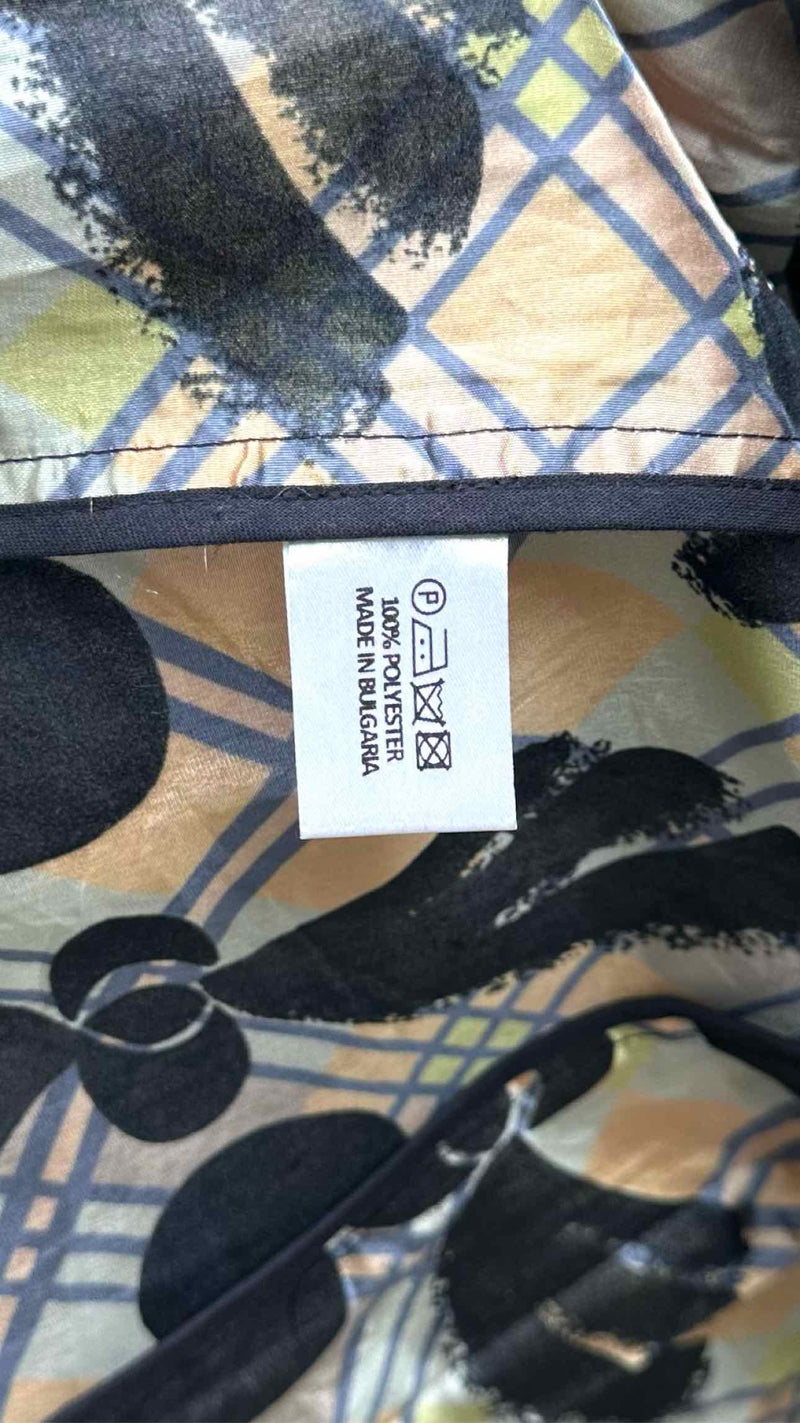 P
100% POLYESTER
MADE IN BULGARIA